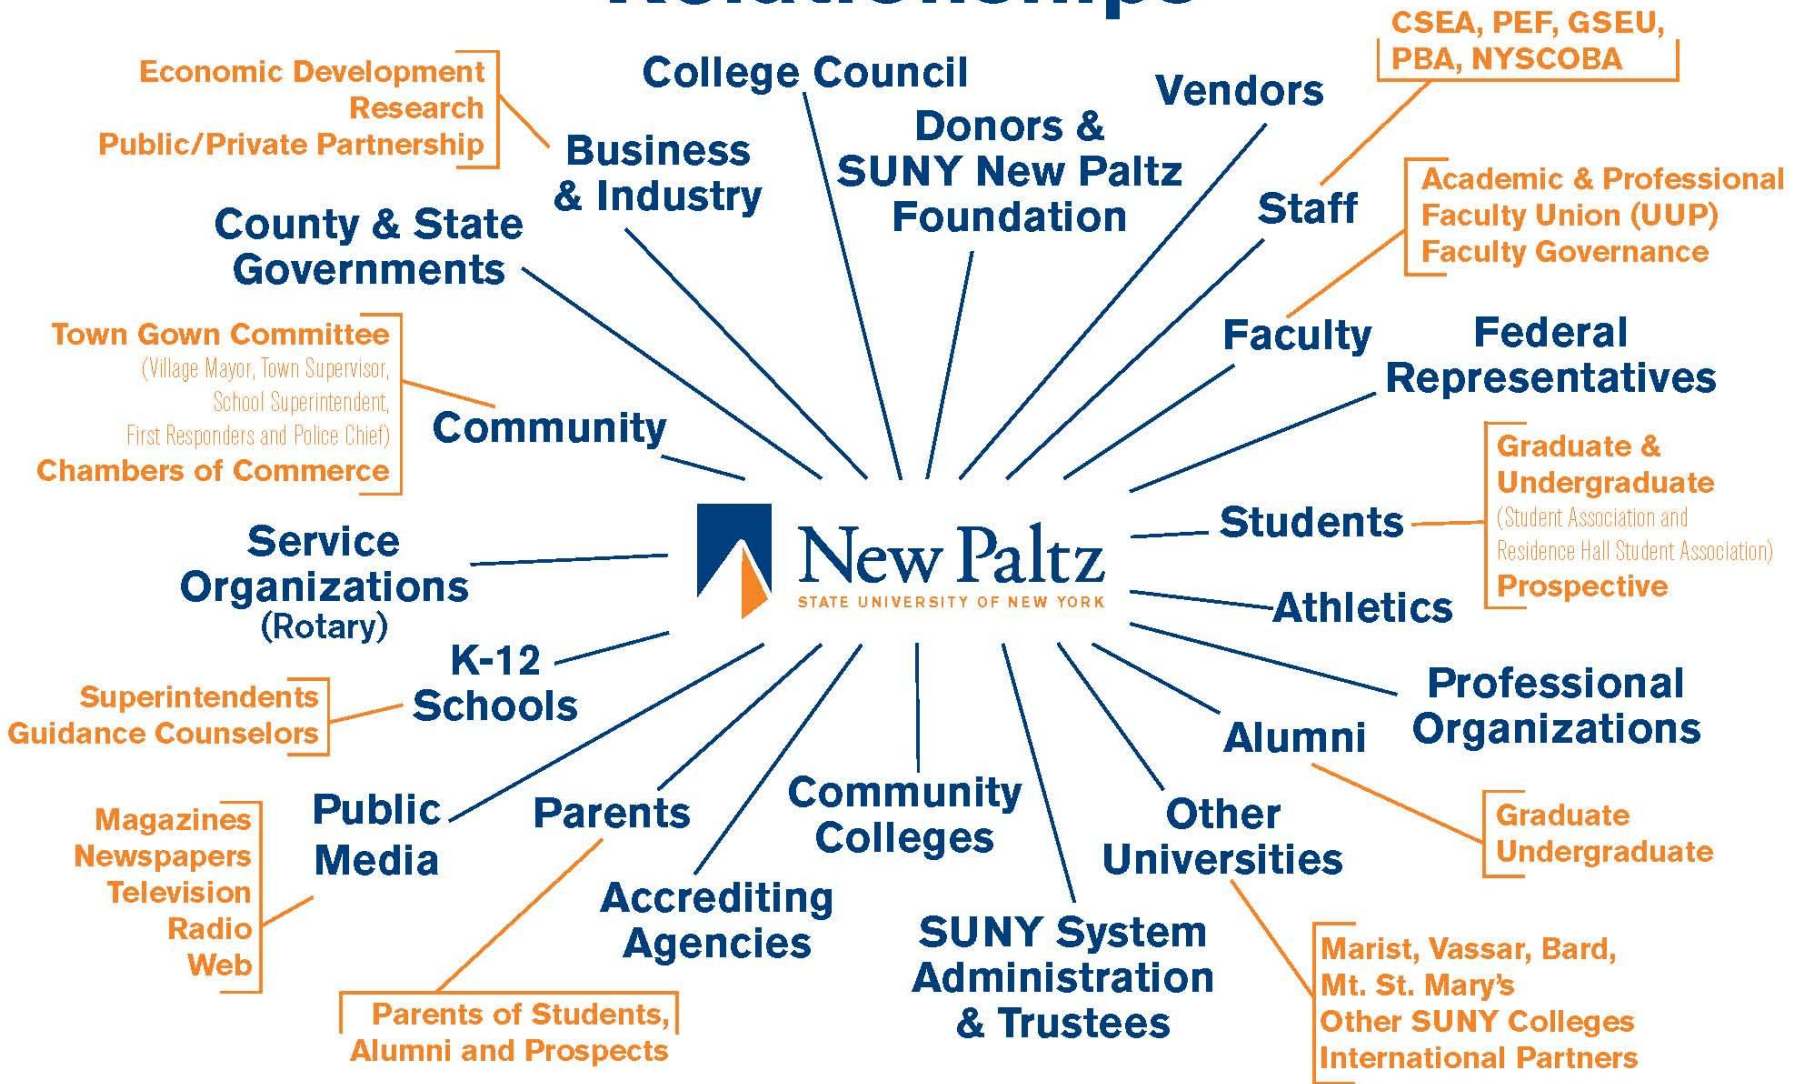 Relationships
CSEA, PEF, GSEU,
PBA, NYSCOBA
Economic Development
Research
Public/Private Partnership
College Council
Vendors
Donors &
SUNY New Paltz
Foundation
Business
& Industry
Staff
Academic & Professional
Faculty Union (UUP)
Faculty Governance
County & State
Governments
Faculty
Federal
Representatives
Town Gown Committee
(Village Mayor, Town Supervisor,
School Superintendent,
First Responders and Police Chief)
Chambers of Commerce
Community
Graduate &
Undergraduate
(Student Association and
Residence Hall Student Association)
Prospective
Students
Service
Organizations
(Rotary)
New Paltz
STATE UNIVERSITY OF NEW YORK
Athletics
K-12
Schools
Superintendents
Guidance Counselors
Professional
Organizations
Alumni
Graduate
Undergraduate
Public
Media
Magazines
Newspapers
Television
Radio
Web
Parents
Parents of Students,
Alumni and Prospects
Accrediting
Agencies
Community
Colleges
SUNY System
Administration
& Trustees
Other
Universities
Marist, Vassar, Bard,
Mt. St. Mary's
Other SUNY Colleges
International Partners